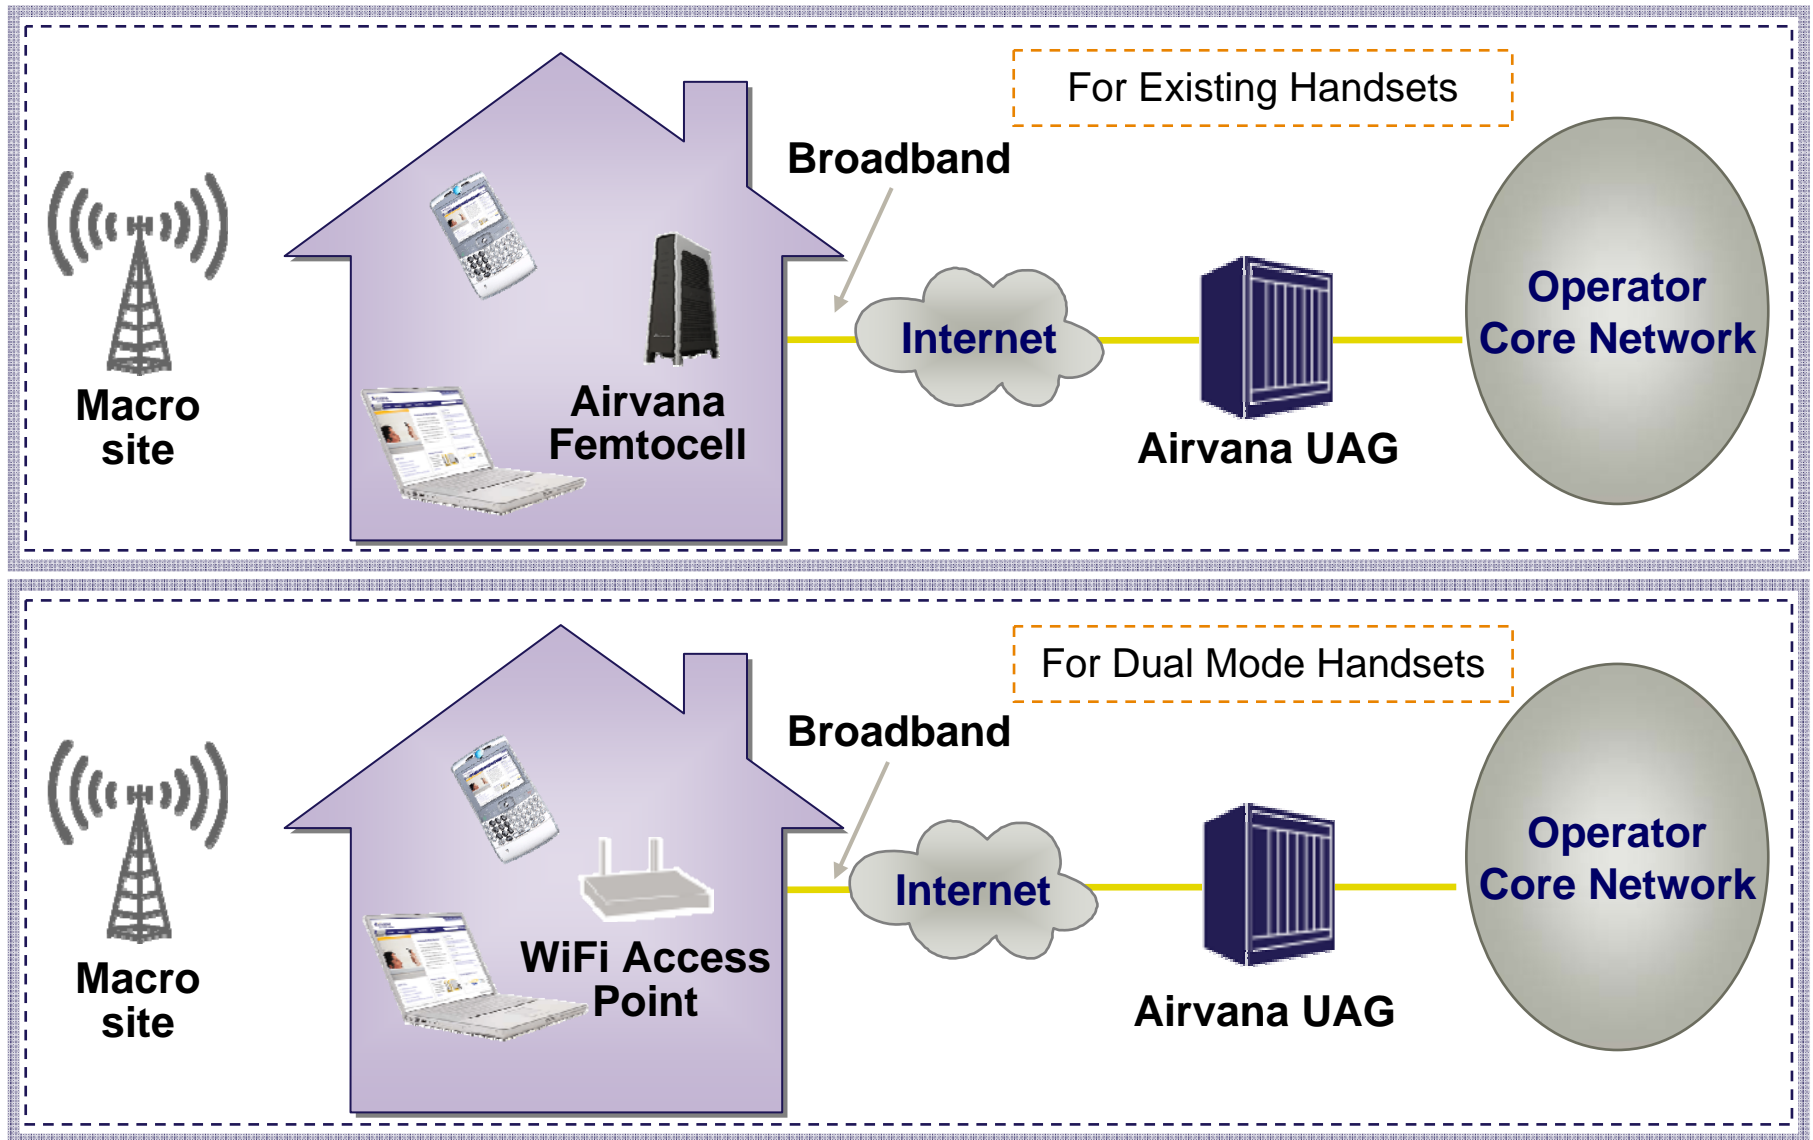 For Existing Handsets
Broadband
Operator
Core Network
Internet
Airvana
Femtocell
Macro
site
Airvana UAG
For Dual Mode Handsets
Broadband
Operator
Core Network
Internet
WiFi Access
Point
Macro
site
Airvana UAG